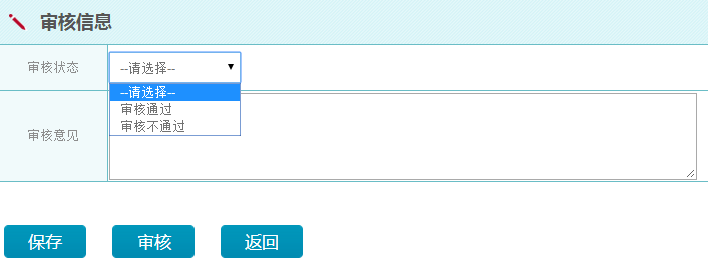 审核信息
审核状态
--请选择--
--请选择--
审核通过
审核不通过
审核意见
保存 审核 返回